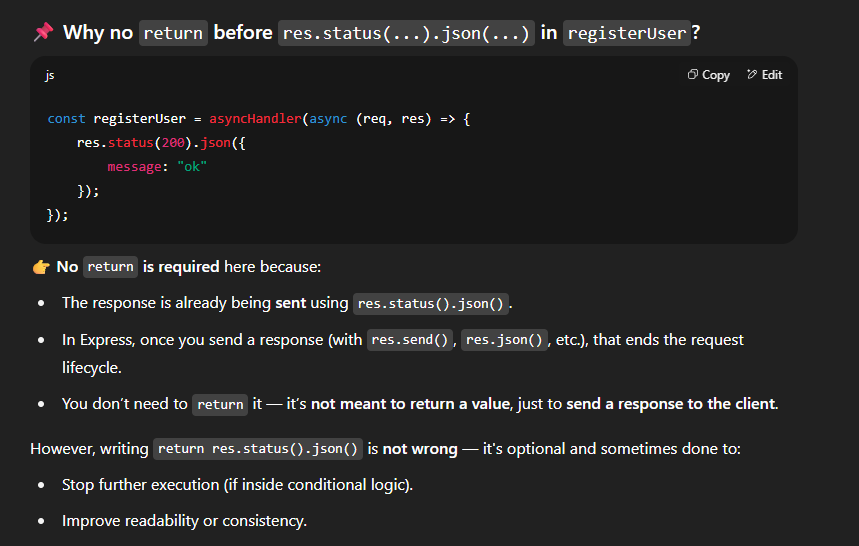 📌 Why no return before res.status(...).json(...) in registerUser?
js Copy Edit
const registerUser = asyncHandler(async (req, res) => {
    res.status(200).json({
        message: "ok"
    });
});
👉 No return is required here because:
• The response is already being sent using res.status().json().
• In Express, once you send a response (with res.send(), res.json(), etc.), that ends the request
lifecycle.
• You don’t need to return it — it’s not meant to return a value, just to send a response to the client.
However, writing return res.status().json() is not wrong — it's optional and sometimes done to:
• Stop further execution (if inside conditional logic).
• Improve readability or consistency.